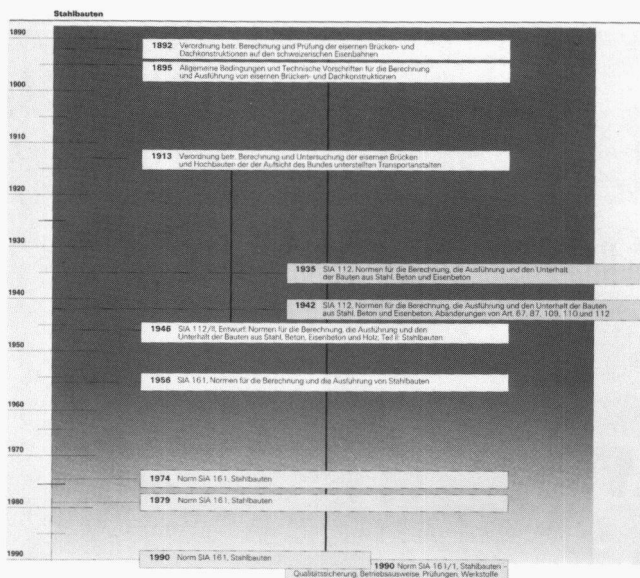 Stahlbauten
1890
1892 Verordnung betr. Berechnung und Prüfung der eisernen Brücken- und
Dachkonstruktionen auf den schweizerischen Eisenbahnen
1895 Allgemeine Bedingungen und Technische Vorschriften für die Berechnung
und Ausführung von eisernen Brücken- und Dachkonstruktionen
1900
1910
1913 Verordnung betr. Berechnung und Untersuchung der eisernen Brücken
und Hochbauten der der Aufsicht des Bundes unterstellten Transportanstalten
1920
1930
1935 SIA 112, Normen für die Berechnung, die Ausführung und den Unterhalt
der Bauten aus Stahl, Beton und Eisenbeton
1940
1942 SIA 112, Normen für die Berechnung, die Ausführung und den Unterhalt der Bauten
aus Stahl, Beton und Eisenbeton: Abänderungen von Art. 67, 87, 109, 110 und 112
1946 SIA 112/II, Entwurf: Normen für die Berechnung, die Ausführung und den
Unterhalt der Bauten aus Stahl, Beton, Eisenbeton und Holz, Teil II: Stahlbauten
1950
1956 SIA 161, Normen für die Berechnung und die Ausführung von Stahlbauten
1960
1970
1974 Norm SIA 161, Stahlbauten
1979 Norm SIA 161, Stahlbauten
1980
1990
1990 Norm SIA 161, Stahlbauten
1990 Norm SIA 161/1, Stahlbauten -
Qualitätssicherung, Betriebsausweise, Prüfungen, Werkstoffe